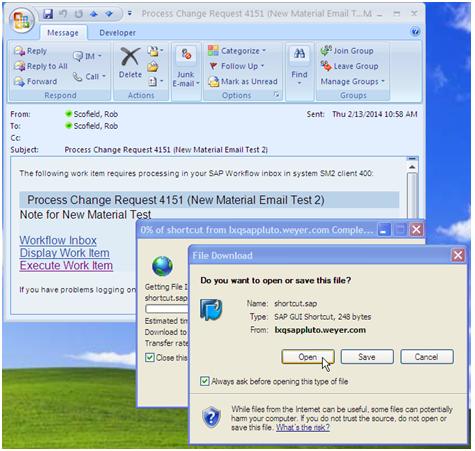 Process Change Request 4151 (New Material Email Test 2)...M...
Message Developer
Reply
Reply to All
Forward
IM
Call
Respond
Delete
Actions
Junk
E-mail
Categorize
Follow Up
Mark as Unread
Options
Find
Join Group
Leave Group
Manage Groups
Groups
From: Scofield, Rob Sent: Thu 2/13/2014 10:58 AM
To: Scofield, Rob
Cc:
Subject: Process Change Request 4151 (New Material Email Test 2)
The following work item requires processing in your SAP Workflow inbox in system SM2 client 400:
Process Change Request 4151 (New Material Email Test 2)
Note for New Material Test
Workflow Inbox
Display Work Item
Execute Work Item
If you have problems logging on
0% of shortcut from lxqsappluto.weyer.com Comple...
Getting File I
shortcut.sap
Estimated time
Download to
Transfer rate
Close this
File Download
Do you want to open or save this file?
Name: shortcut.sap
Type: SAP GUI Shortcut, 248 bytes
From: lxqsappluto.weyer.com
Open Save Cancel
Always ask before opening this type of file
While files from the Internet can be useful, some files can potentially
harm your computer. If you do not trust the source, do not open or
save this file. What's the risk?